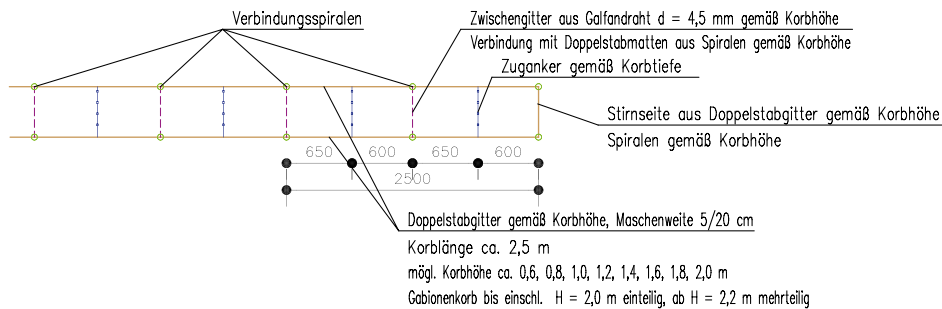 Verbindungsspiralen
Zwischengitter aus Galfandraht d = 4,5 mm gemäß Korbhöhe
Verbindung mit Doppelstabmatten aus Spiralen gemäß Korbhöhe
Zuganker gemäß Korbtiefe
Stirnseite aus Doppelstabgitter gemäß Korbhöhe
Spiralen gemäß Korbhöhe
650 600 650 600
2500
Doppelstabgitter gemäß Korbhöhe, Maschenweite 5/20 cm
Korblänge ca. 2,5 m
mögl. Korbhöhe ca. 0,6, 0,8, 1,0, 1,2, 1,4, 1,6, 1,8, 2,0 m
Gabionenkorb bis einschl. H = 2,0 m einteilig, ab H = 2,2 m mehrteilig